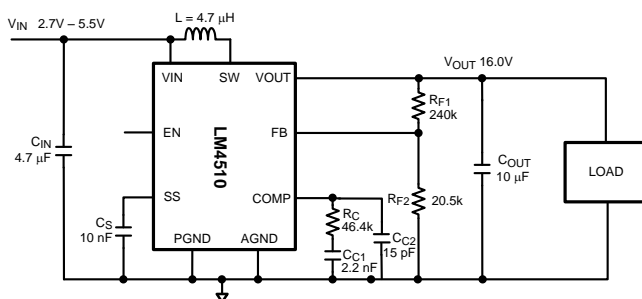 L = 4.7 µH
VIN 2.7V – 5.5V
VOUT 16.0V
VIN
SW
VOUT
RF1
240k
CIN
4.7 µF
EN
LM4510
FB
COUT
10 µF
LOAD
SS
COMP
RF2
20.5k
CS
10 nF
RC
46.4k
CC2
15 pF
PGND
AGND
CC1
2.2 nF